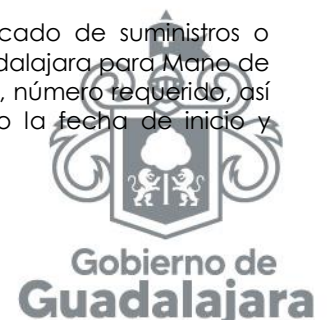 cado de suministros o
dalajara para Mano de
, número requerido, así
o la fecha de inicio y
Gobierno de
Guadalajara